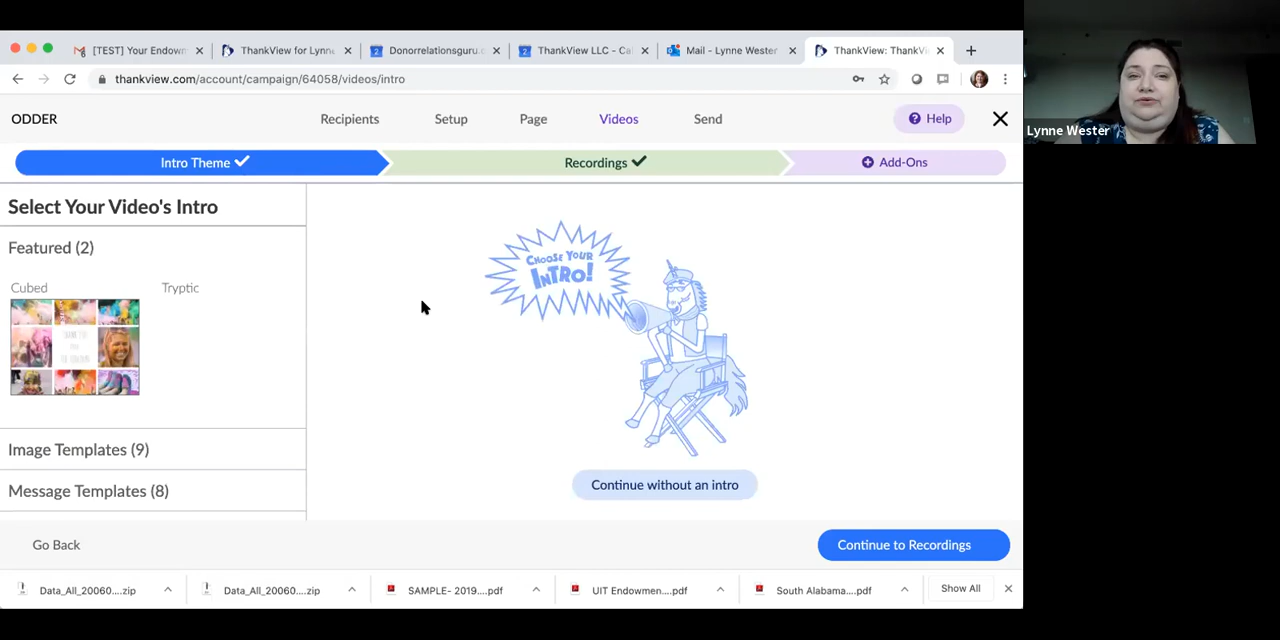 [TEST] Your Endown
ThankView for Lynne
Donorrelationsguru.c
ThankView LLC - Cal
Mail - Lynne Wester
ThankView: ThankVi
thankview.com/account/campaign/64058/videos/intro
ODDER
Recipients
Setup
Page
Videos
Send
Help
Lynne Wester
Intro Theme
Recordings
Add-Ons
Select Your Video's Intro
Featured (2)
Cubed
Tryptic
CHOOSE YOUR
INTRO!
Image Templates (9)
Message Templates (8)
Continue without an intro
Go Back
Continue to Recordings
Data_All_20060....zip
Data_All_20060....zip
SAMPLE- 2019....pdf
UIT Endowmen....pdf
South Alabama....pdf
Show All